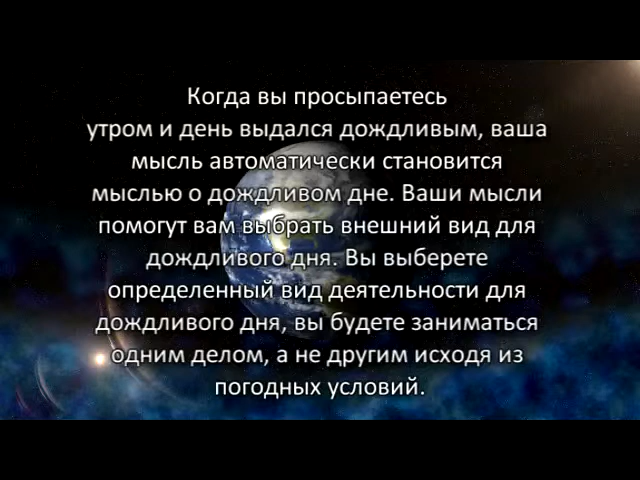 Когда вы просыпаетесь
утром и день выдался дождливым, ваша
мысль автоматически становится
мыслью о дождливом дне. Ваши мысли
помогут вам выбрать внешний вид для
дождливого дня. Вы выберете
определенный вид деятельности для
дождливого дня, вы будете заниматься
одним делом, а не другим исходя из
погодных условий.